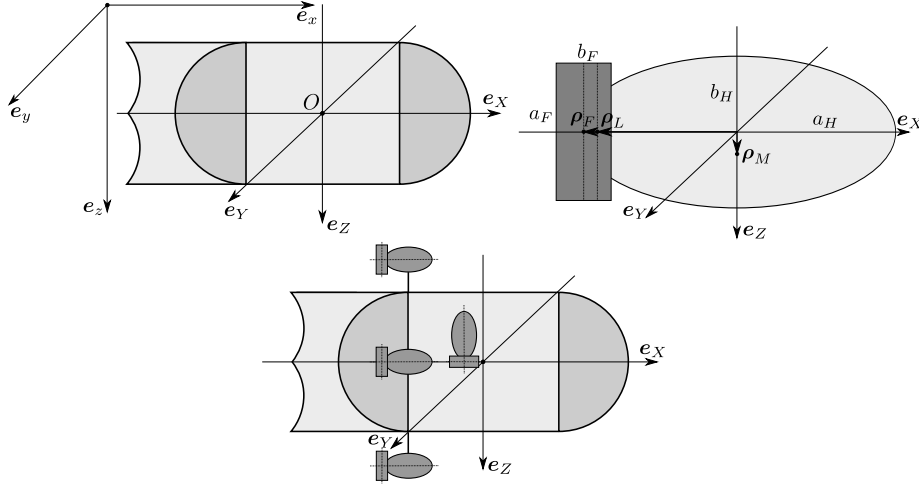 e_x
e_y
e_z
O
e_X
e_Y
e_Z
b_F
a_F
ρ_F
ρ_L
b_H
a_H
e_X
ρ_M
e_Y
e_Z
e_X
e_Y
e_Z